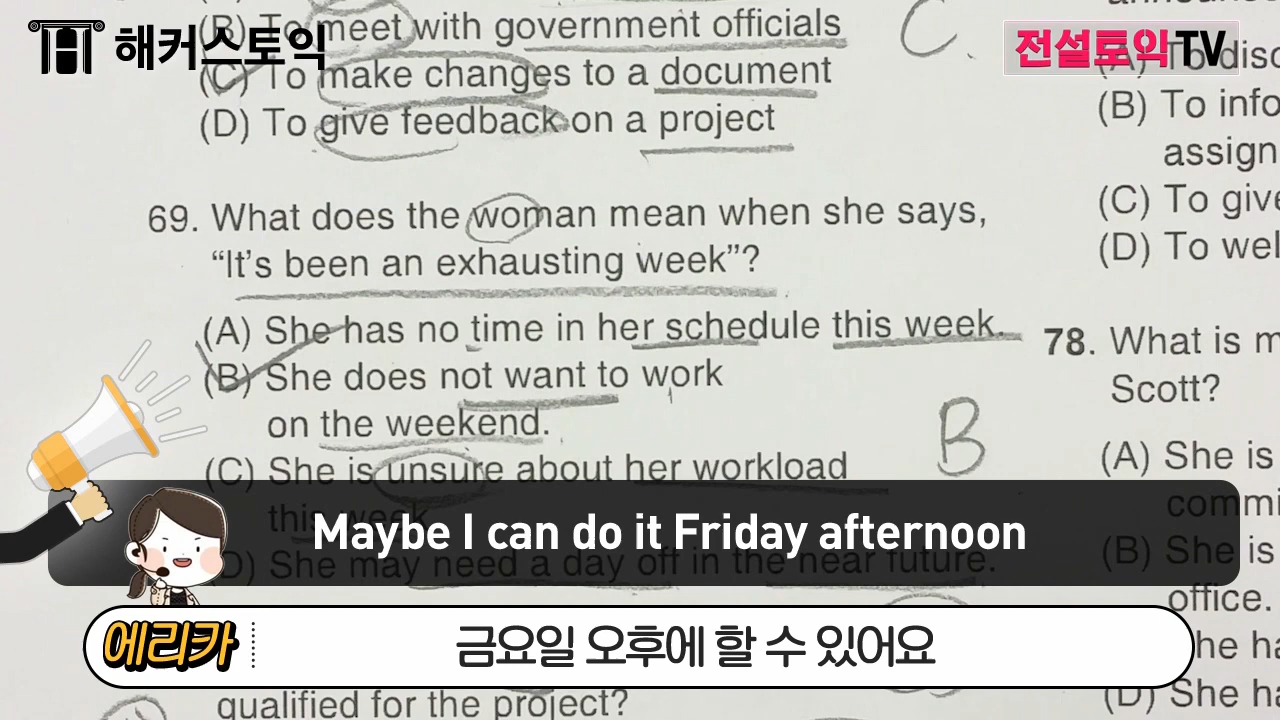 해커스토익
전설토익TV
(B) To meet with government officials
(C) To make changes to a document
(D) To give feedback on a project
C.
69. What does the woman mean when she says,
“It’s been an exhausting week”?
(A) She has no time in her schedule this week.
(B) She does not want to work
on the weekend.
(C) She is unsure about her workload
this week.
(D) She may need a day off in the near future.
B
qualified for the project?
(A) To disc
(B) To info
assign
(C) To give
(D) To wel
78. What is m
Scott?
(A) She is
commi
(B) She is
office.
She ha
(D) She ha
Maybe I can do it Friday afternoon
에리카
금요일 오후에 할 수 있어요